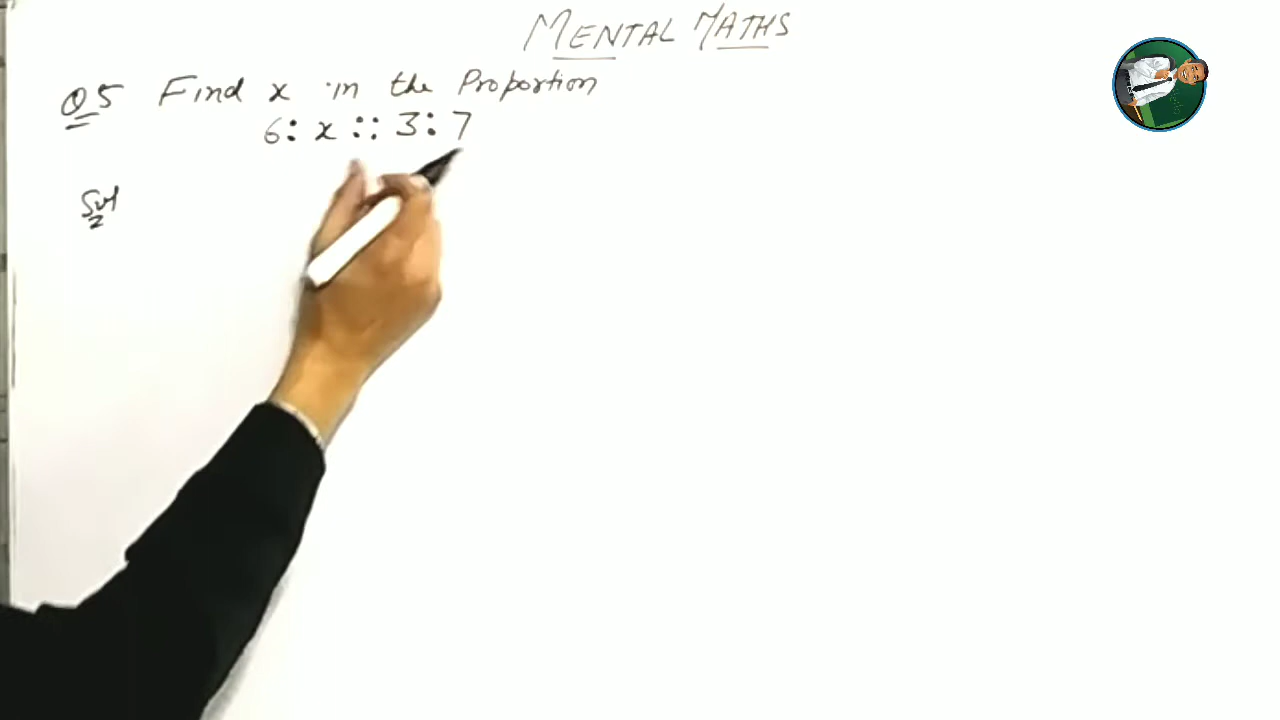 MENTAL MATHS
Q5 Find x in the Proportion
6 : x :: 3 : 7
Sol